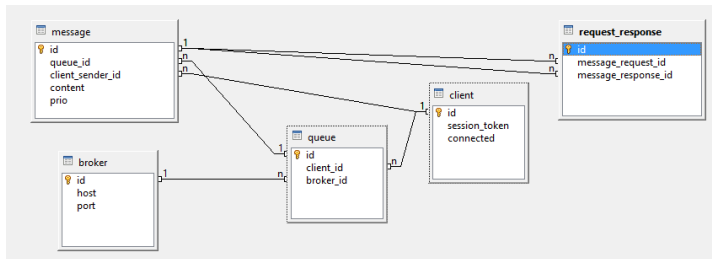 message
id
queue_id
client_sender_id
content
prio
1
n
n
request_response
id
message_request_id
message_response_id
n
n
client
id
session_token
connected
1
queue
id
client_id
broker_id
1
n
n
broker
id
host
port
1